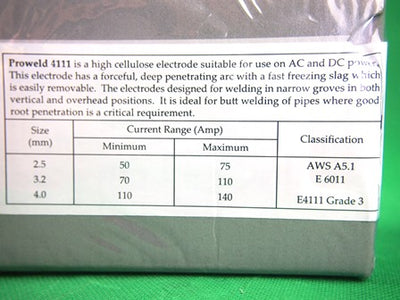 Proweld 4111 is a high cellulose electrode suitable for use on AC and DC power.
This electrode has a forceful, deep penetrating arc with a fast freezing slag which
is easily removable. The electrodes designed for welding in narrow groves in both
vertical and overhead positions. It is ideal for butt welding of pipes where good
root penetration is a critical requirement.
Size (mm) Current Range (Amp) Classification
Minimum Maximum
2.5 50 75 AWS A5.1
3.2 70 110 E 6011
4.0 110 140 E4111 Grade 3